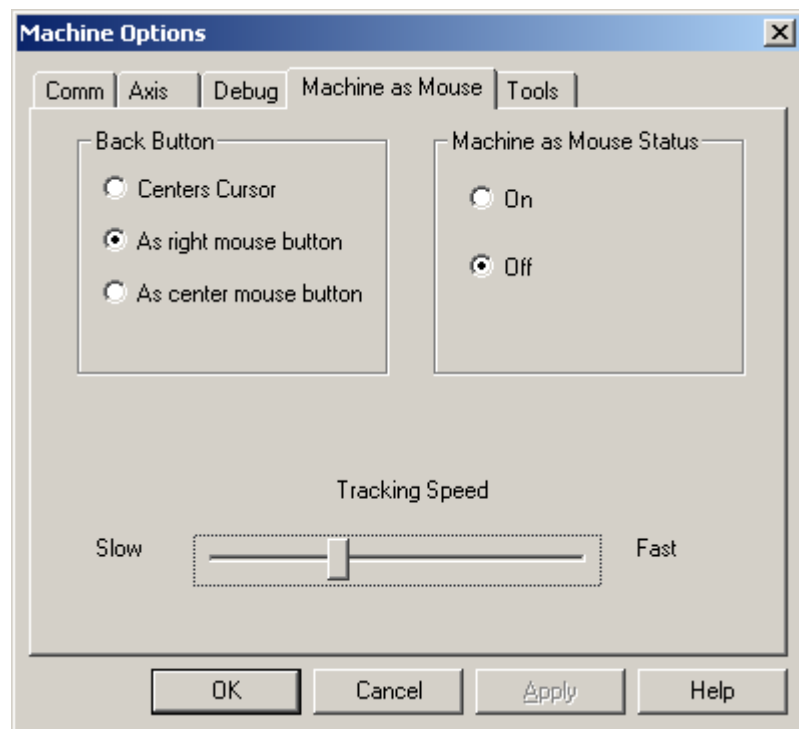 Machine Options
Comm Axis Debug Machine as Mouse Tools
Back Button
Centers Cursor
As right mouse button
As center mouse button
Machine as Mouse Status
On
Off
Tracking Speed
Slow Fast
OK Cancel Apply Help